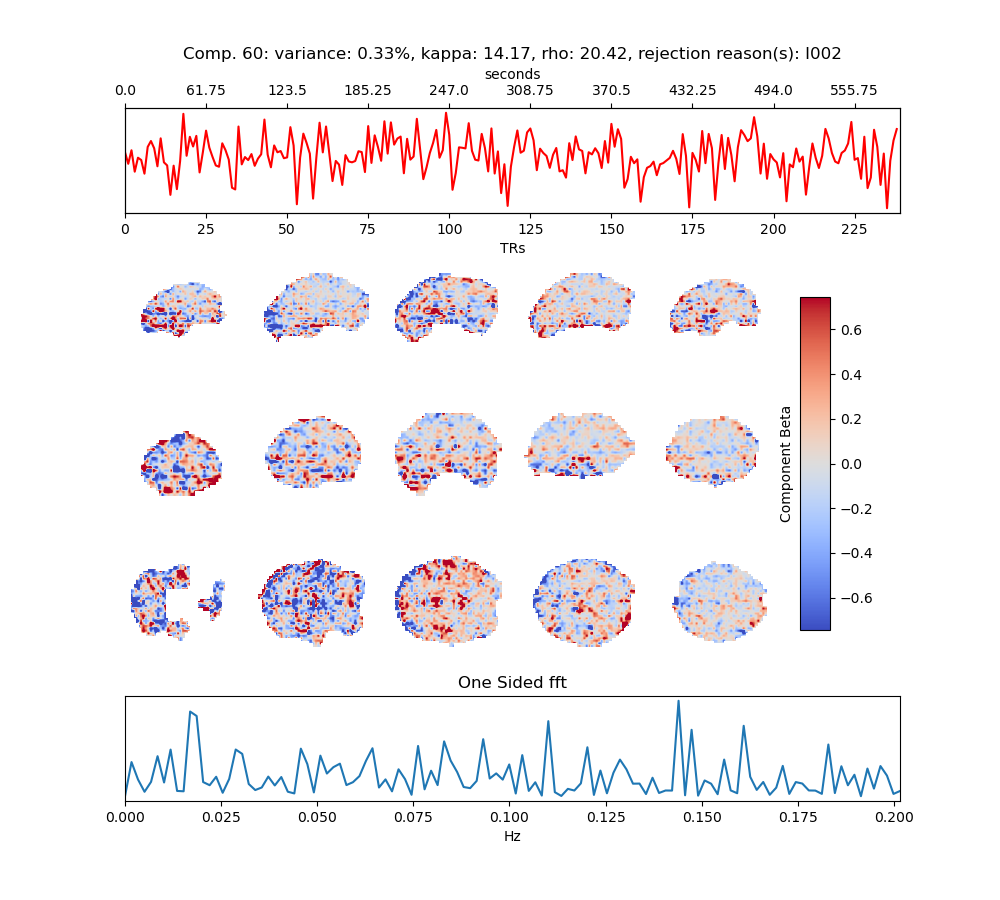 Comp. 60: variance: 0.33%, kappa: 14.17, rho: 20.42, rejection reason(s): I002
seconds
0.0 61.75 123.5 185.25 247.0 308.75 370.5 432.25 494.0 555.75
0 25 50 75 100 125 150 175 200 225
TRs
0.6
0.4
0.2
0.0
−0.2
−0.4
−0.6
Component Beta
One Sided fft
0.000 0.025 0.050 0.075 0.100 0.125 0.150 0.175 0.200
Hz